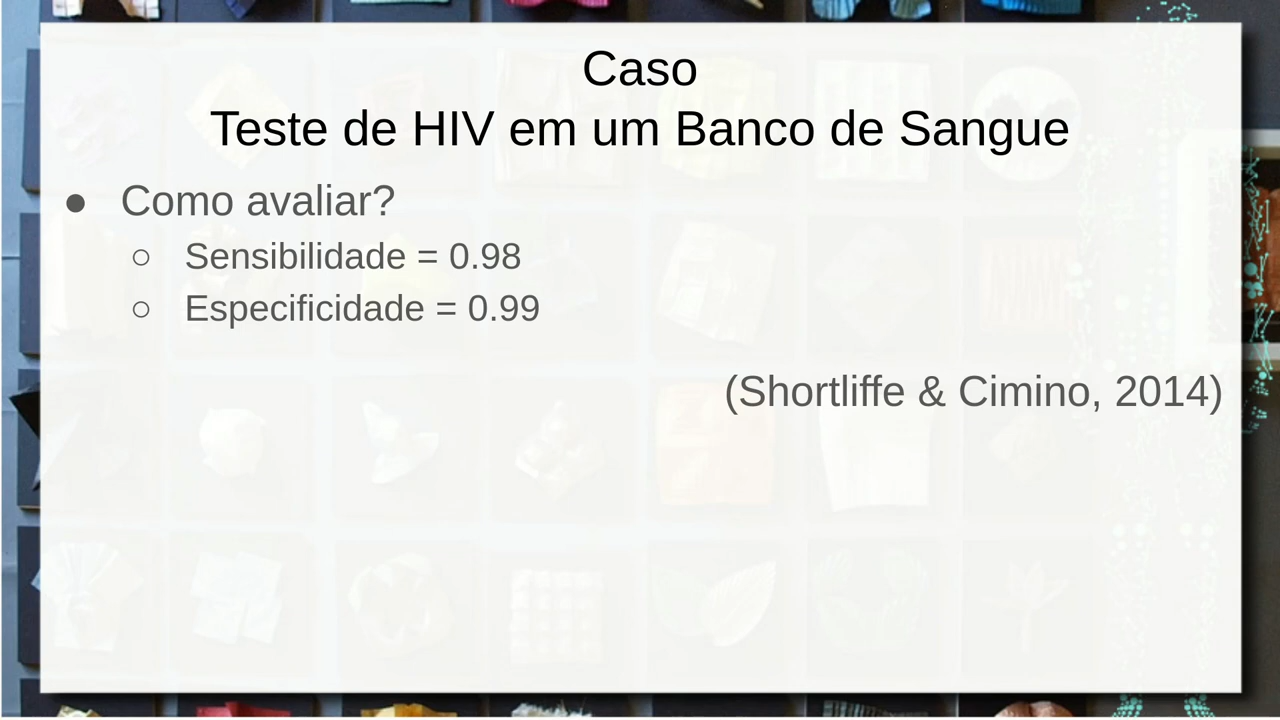 Caso
Teste de HIV em um Banco de Sangue
● Como avaliar?
○ Sensibilidade = 0.98
○ Especificidade = 0.99
(Shortliffe & Cimino, 2014)